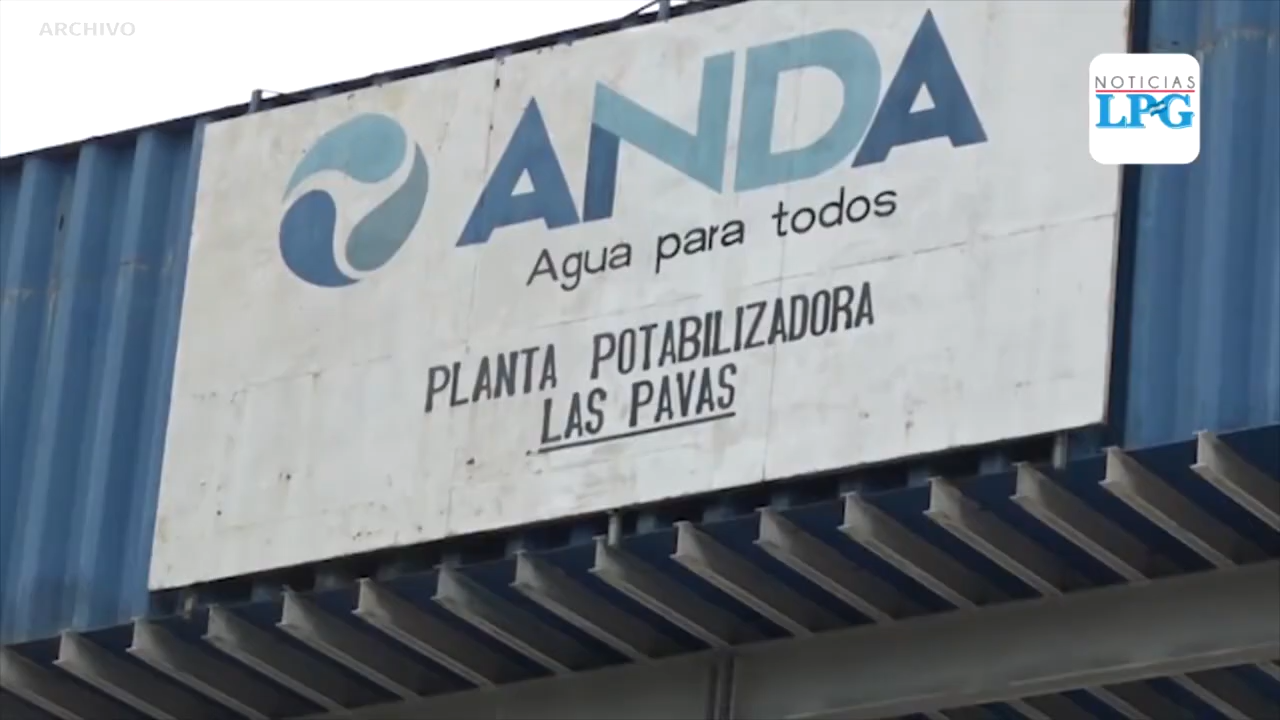 ARCHIVO
NOTICIAS
LPG
ANDA
Agua para todos
PLANTA POTABILIZADORA
LAS PAVAS